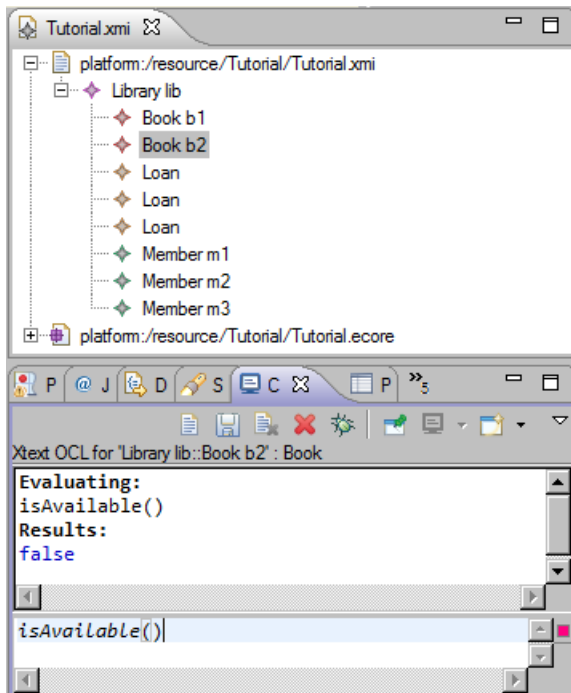 Tutorial.xmi
platform:/resource/Tutorial/Tutorial.xmi
Library lib
Book b1
Book b2
Loan
Loan
Loan
Member m1
Member m2
Member m3
platform:/resource/Tutorial/Tutorial.ecore
P @ J D S C P »5
Xtext OCL for 'Library lib::Book b2' : Book
Evaluating:
isAvailable()
Results:
false
isAvailable()